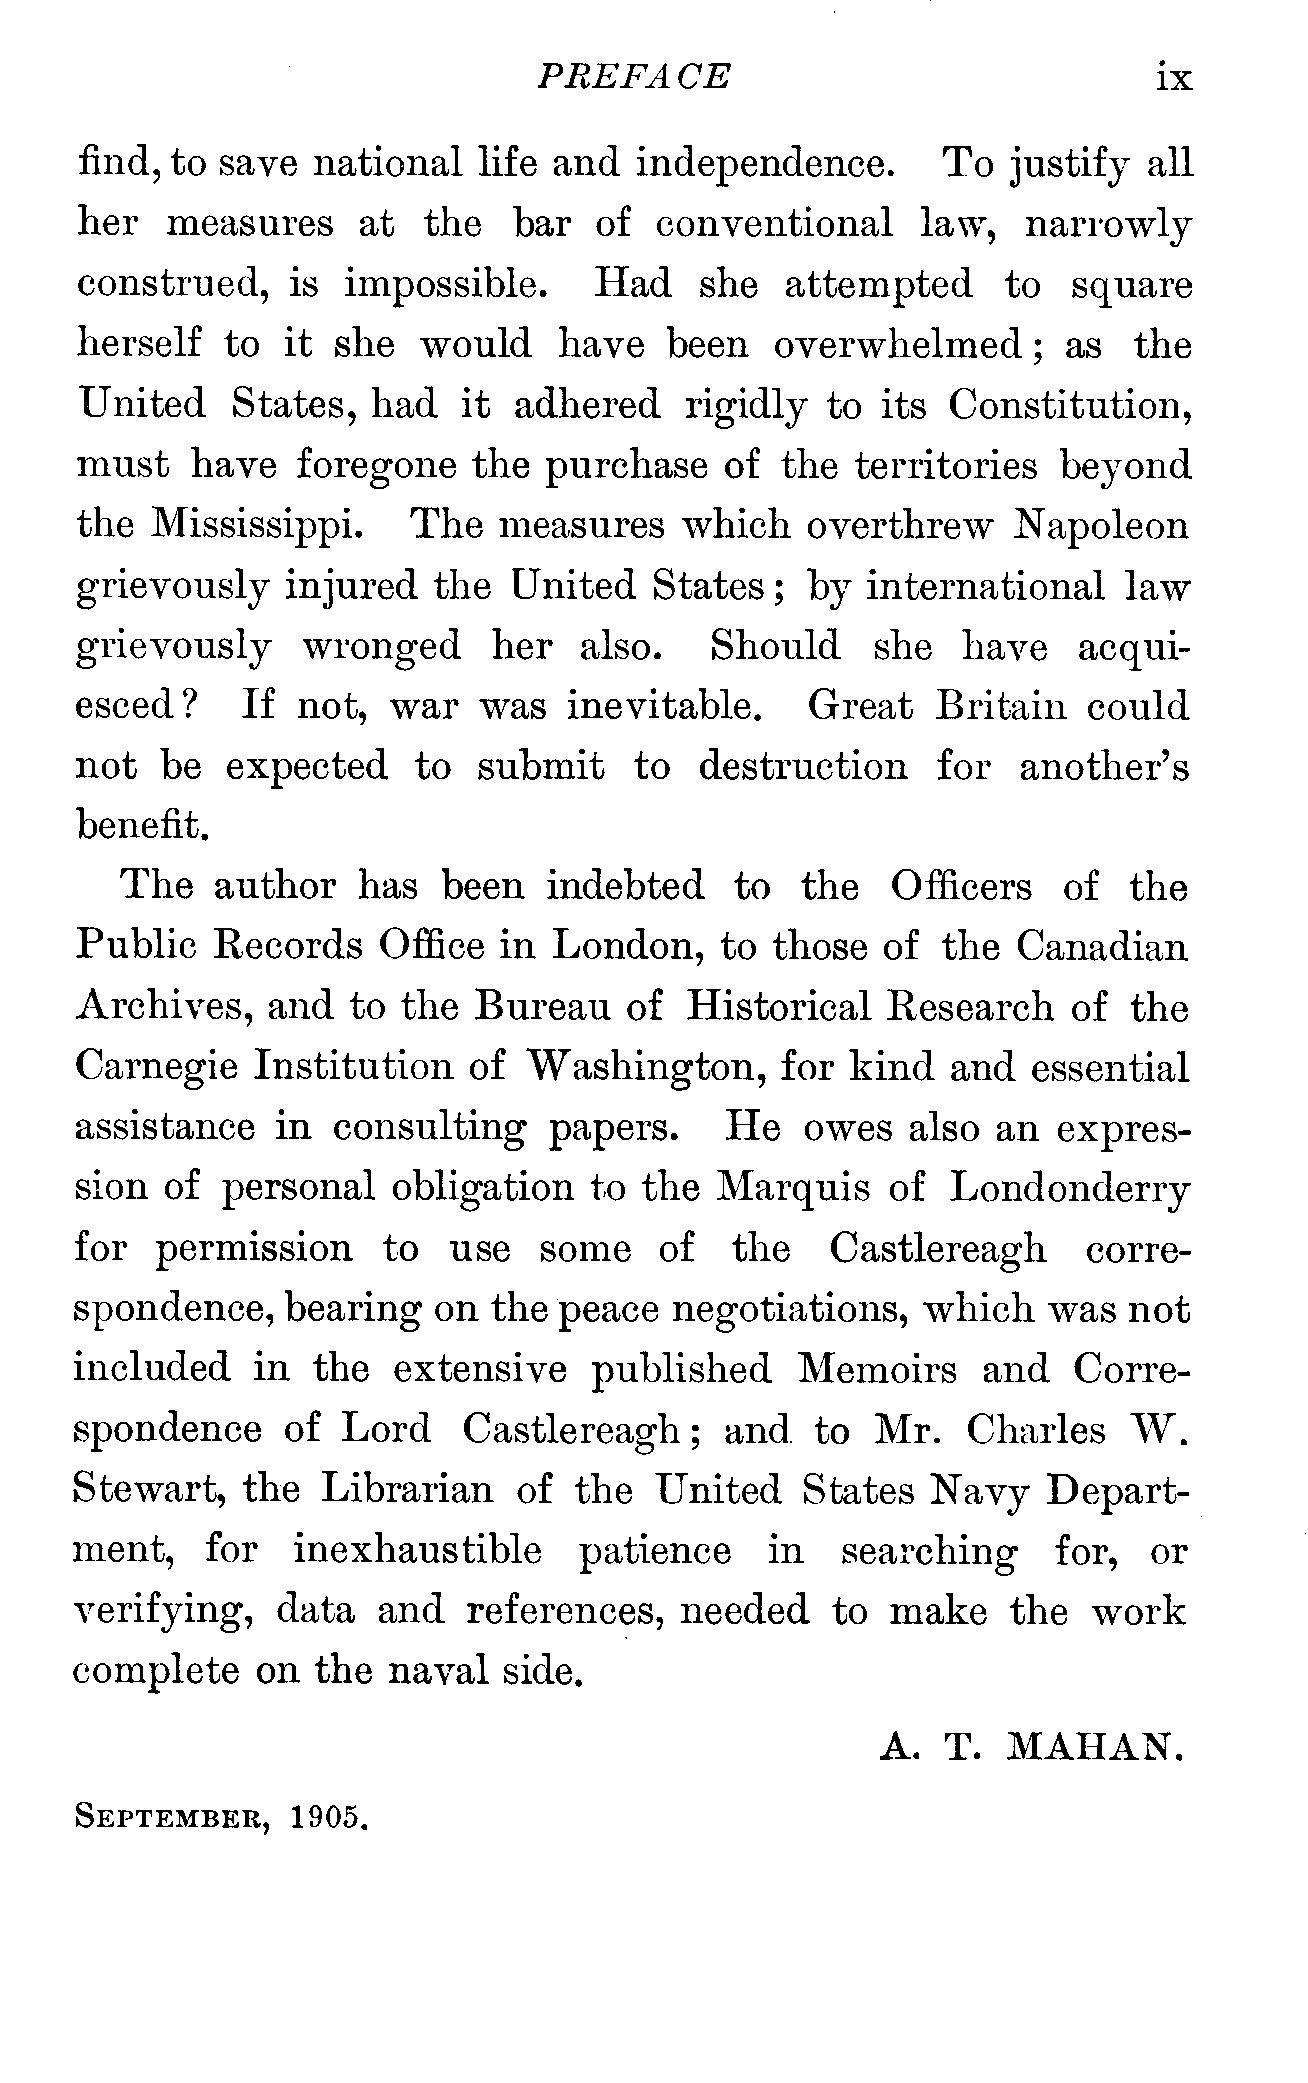 PREFACE ix
find, to save national life and independence. To justify all
her measures at the bar of conventional law, narrowly
construed, is impossible. Had she attempted to square
herself to it she would have been overwhelmed; as the
United States, had it adhered rigidly to its Constitution,
must have foregone the purchase of the territories beyond
the Mississippi. The measures which overthrew Napoleon
grievously injured the United States; by international law
grievously wronged her also. Should she have acqui-
esced? If not, war was inevitable. Great Britain could
not be expected to submit to destruction for another's
benefit.
The author has been indebted to the Officers of the
Public Records Office in London, to those of the Canadian
Archives, and to the Bureau of Historical Research of the
Carnegie Institution of Washington, for kind and essential
assistance in consulting papers. He owes also an expres-
sion of personal obligation to the Marquis of Londonderry
for permission to use some of the Castlereagh corre-
spondence, bearing on the peace negotiations, which was not
included in the extensive published Memoirs and Corre-
spondence of Lord Castlereagh; and to Mr. Charles W.
Stewart, the Librarian of the United States Navy Depart-
ment, for inexhaustible patience in searching for, or
verifying, data and references, needed to make the work
complete on the naval side.
A. T. MAHAN.
SEPTEMBER, 1905.